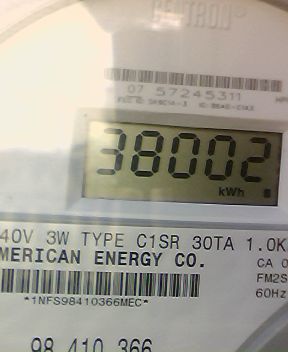 CENTRON®
07 57245311
38002
kWh
40V 3W TYPE C1SR 30TA 1.0K
MERICAN ENERGY CO.
CA 0
FM2S
60Hz
*1NFS98410366MEC*
98 410 366